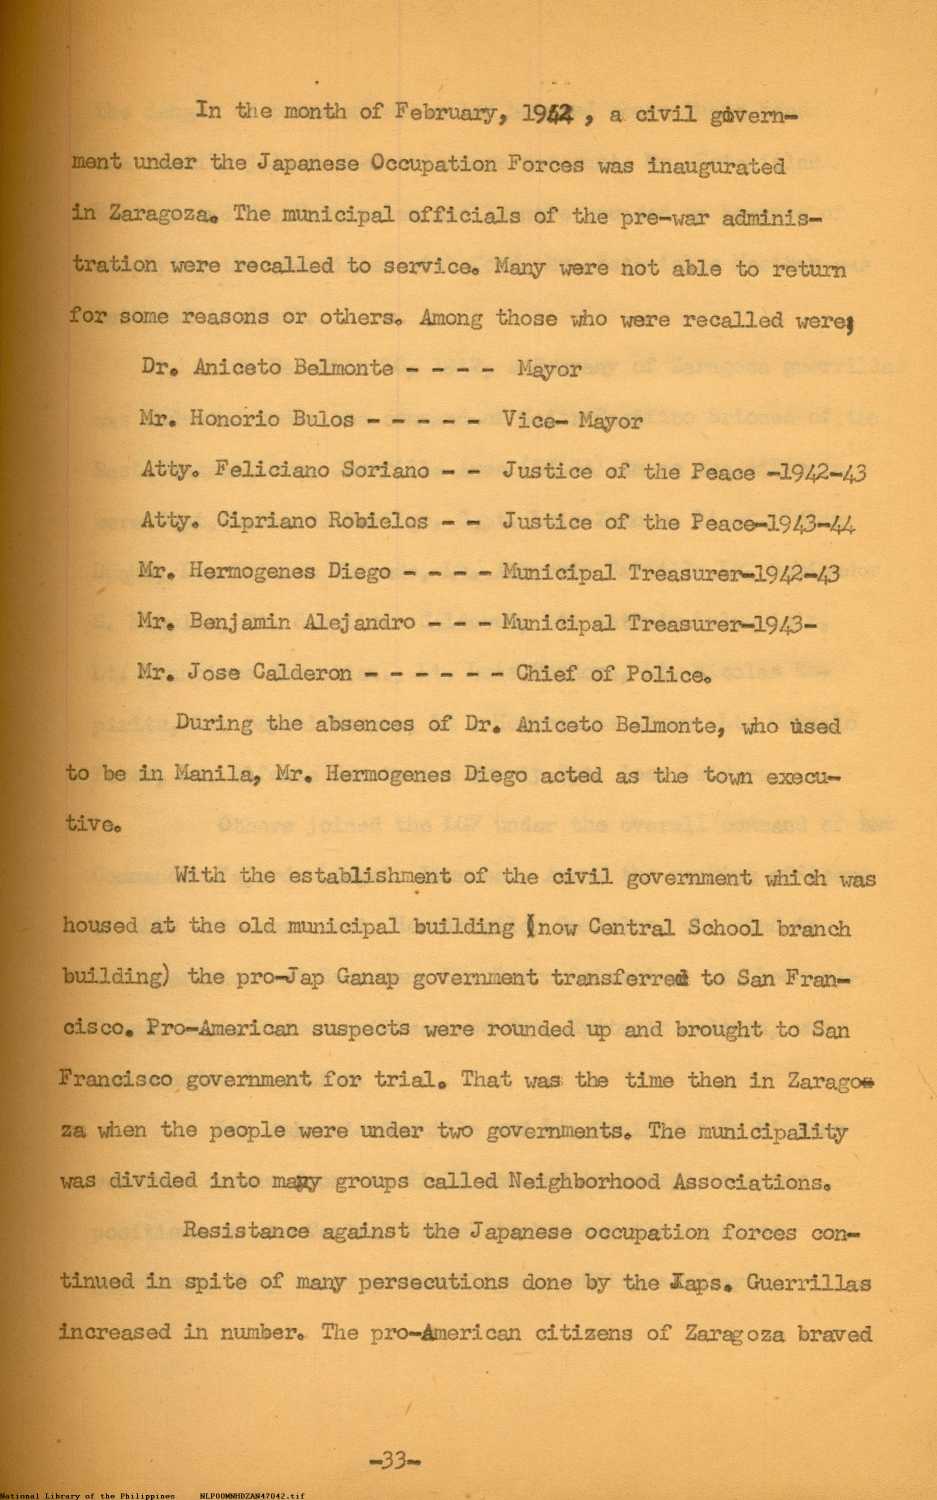 In the month of February, 1942 , a civil govern-
ment under the Japanese Occupation Forces was inaugurated
in Zaragoza. The municipal officials of the pre-war adminis-
tration were recalled to service. Many were not able to return
for some reasons or others. Among those who were recalled were;
Dr. Aniceto Belmonte - - - - Mayor
Mr. Honorio Bulos - - - - - Vice- Mayor
Atty. Feliciano Soriano - - Justice of the Peace -1942-43
Atty. Cipriano Robielos - - Justice of the Peace-1943-44
Mr. Hermogenes Diego - - - - Municipal Treasurer-1942-43
Mr. Benjamin Alejandro - - - Municipal Treasurer-1943-
Mr. Jose Calderon - - - - - - Chief of Police.
During the absences of Dr. Aniceto Belmonte, who used
to be in Manila, Mr. Hermogenes Diego acted as the town execu-
tive.
With the establishment of the civil government which was
housed at the old municipal building (now Central School branch
building) the pro-Jap Ganap government transferred to San Fran-
cisco. Pro-American suspects were rounded up and brought to San
Francisco government for trial. That was the time then in Zarago-
za when the people were under two governments. The municipality
was divided into many groups called Neighborhood Associations.
Resistance against the Japanese occupation forces con-
tinued in spite of many persecutions done by the Japs. Guerrillas
increased in number. The pro-American citizens of Zaragoza braved
-33-
National Library of the Philippines NLP00MNHDZAN47042.tif